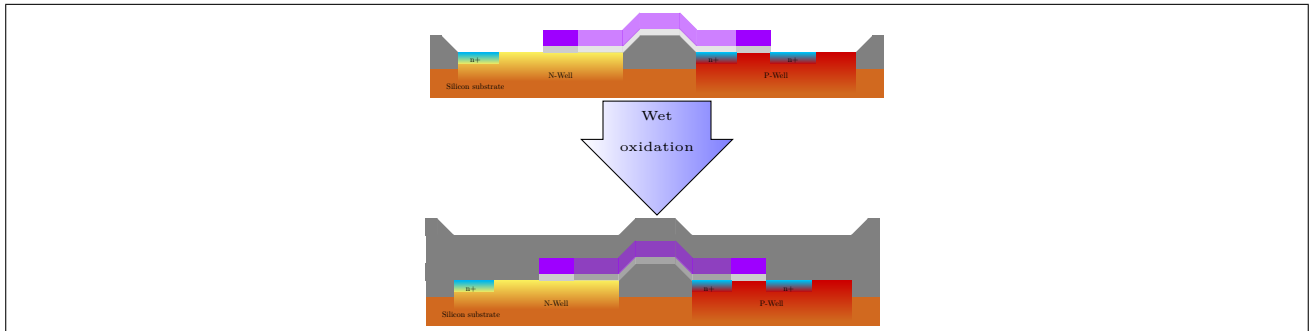 n+
n+
n+
N-Well
P-Well
Silicon substrate
Wet
oxidation
n+
n+
n+
N-Well
P-Well
Silicon substrate